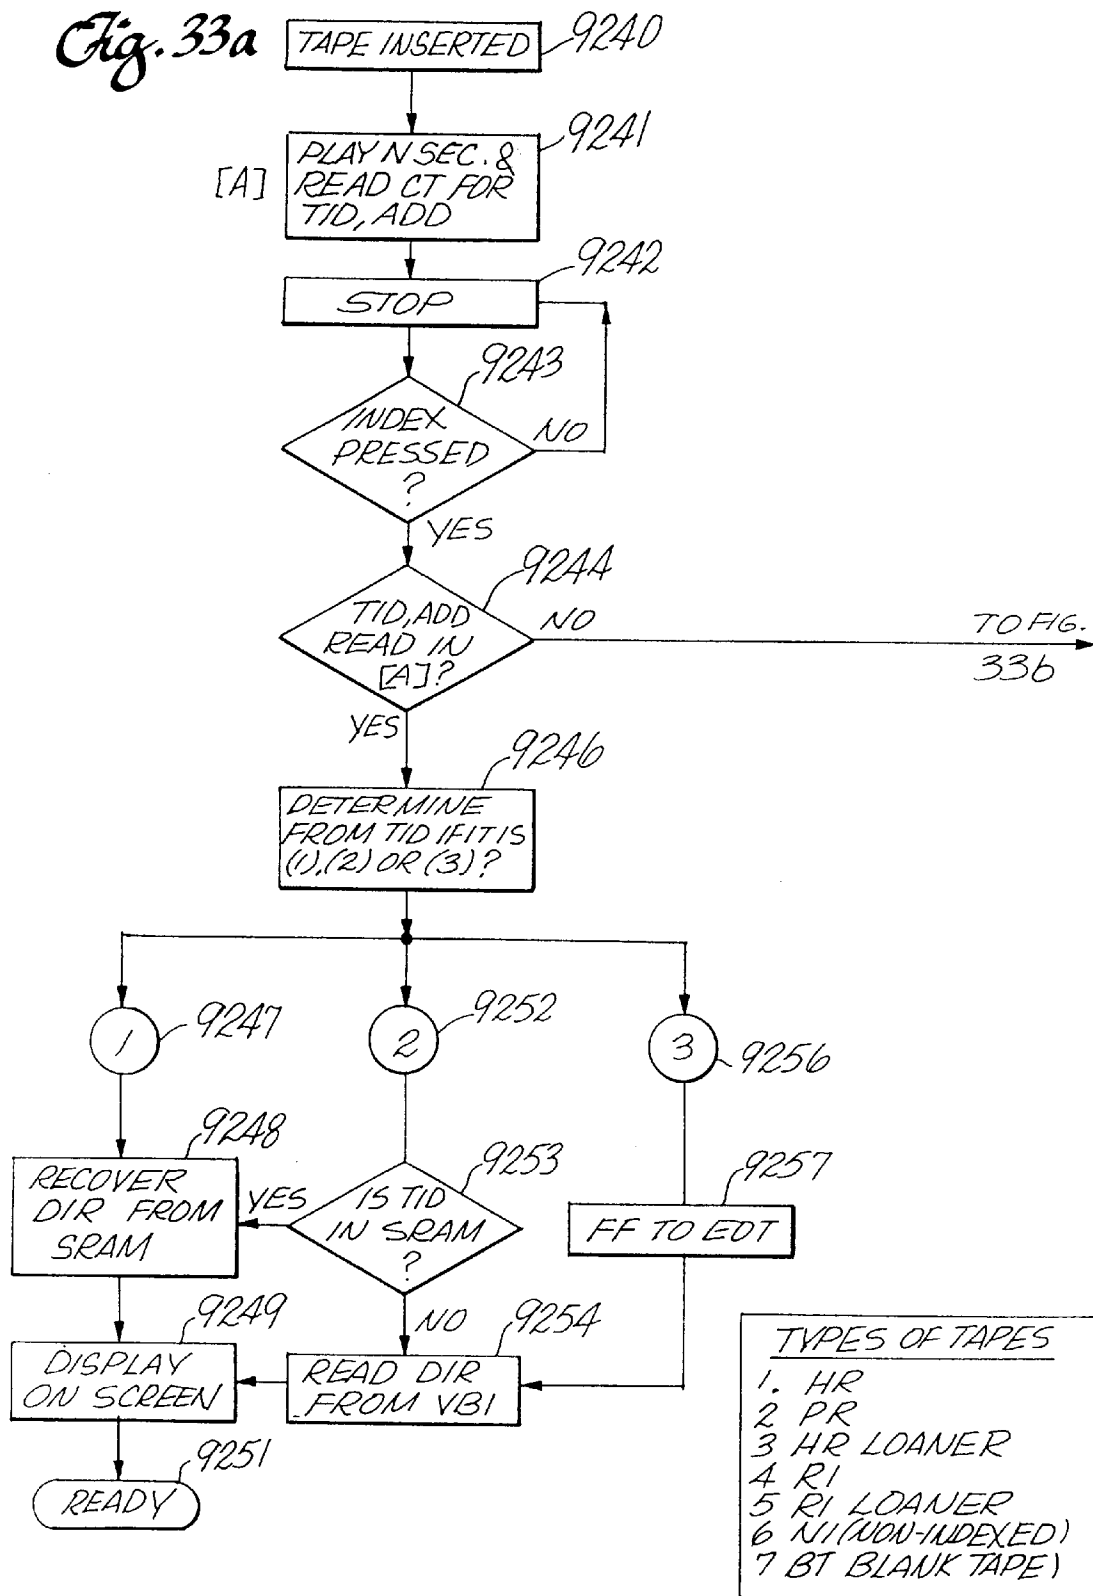 Fig. 33a
TAPE INSERTED
9240
9241
[A]
PLAY N SEC. &
READ CT FOR
TID, ADD
9242
STOP
9243
INDEX
PRESSED
?
NO
YES
9244
TID, ADD
READ IN
[A]?
NO
TO FIG.
33b
YES
9246
DETERMINE
FROM TID IF IT IS
(1), (2) OR (3)?
1
9247
2
9252
3
9256
9248
RECOVER
DIR FROM
SRAM
YES
9253
IS TID
IN SRAM
?
9257
FF TO EOT
NO
9249
DISPLAY
ON SCREEN
9254
READ DIR
FROM VBI
9251
READY
TYPES OF TAPES
1. HR
2 PR
3 HR LOANER
4 RI
5 RI LOANER
6 NI (NON-INDEXED)
7 BT BLANK TAPE)